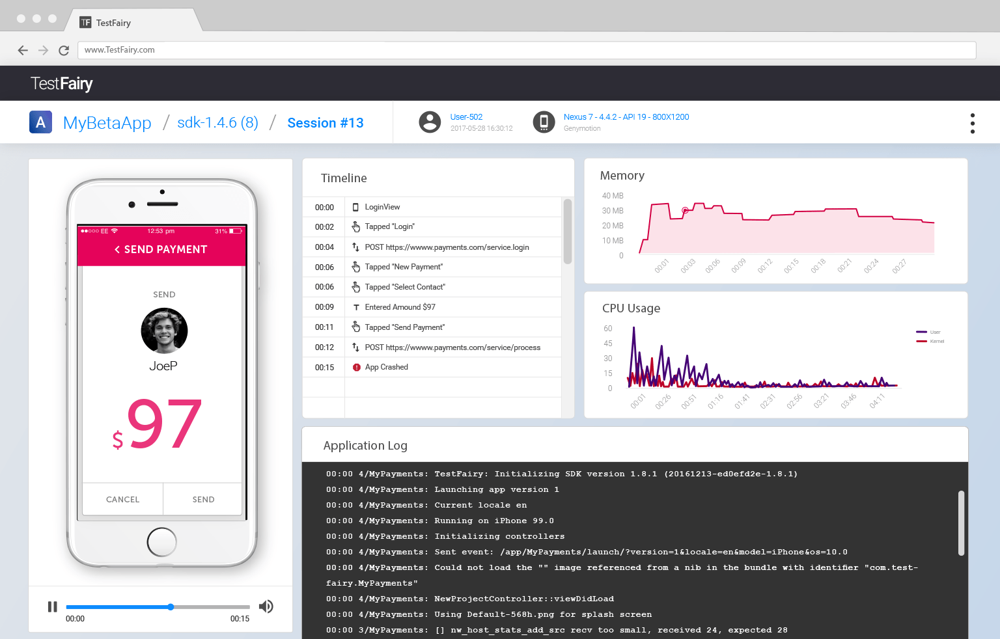 TF TestFairy
www.TestFairy.com
TestFairy
A MyBetaApp / sdk-1.4.6 (8) / Session #13
User-502
2017-05-28 16:30:12
Nexus 7 - 4.4.2 - API 19 - 800X1200
Genymotion
EE 12:53 pm 31%
< SEND PAYMENT
SEND
JoeP
$97
CANCEL SEND
00:00 00:15
Timeline
00:00 LoginView
00:02 Tapped "Login"
00:04 POST https://wwww.payments.com/service.login
00:06 Tapped "New Payment"
00:06 Tapped "Select Contact"
00:09 T Entered Amound $97
00:11 Tapped "Send Payment"
00:12 POST https://wwww.payments.com/service/process
00:15 App Crashed
Memory
40 MB
30 MB
20 MB
10 MB
0
00:01 00:03 00:06 00:09 00:12 00:15 00:18 00:21 00:24 00:27
CPU Usage
60
45
30
15
0
User
Kernel
00:01 00:26 00:51 01:16 01:41 02:31 02:56 03:21 03:46 04:11
Application Log
00:00 4/MyPayments: TestFairy: Initializing SDK version 1.8.1 (20161213-ed0efd2e-1.8.1)
00:00 4/MyPayments: Launching app version 1
00:00 4/MyPayments: Current locale en
00:00 4/MyPayments: Running on iPhone 99.0
00:00 4/MyPayments: Initializing controllers
00:00 4/MyPayments: Sent event: /app/MyPayments/launch/?version=1&locale=en&model=iPhone&os=10.0
00:00 4/MyPayments: Could not load the "" image referenced from a nib in the bundle with identifier "com.test-
fairy.MyPayments"
00:00 4/MyPayments: NewProjectController::viewDidLoad
00:00 4/MyPayments: Using Default-568h.png for splash screen
00:00 3/MyPayments: [] nw_host_stats_add_src recv too small, received 24, expected 28